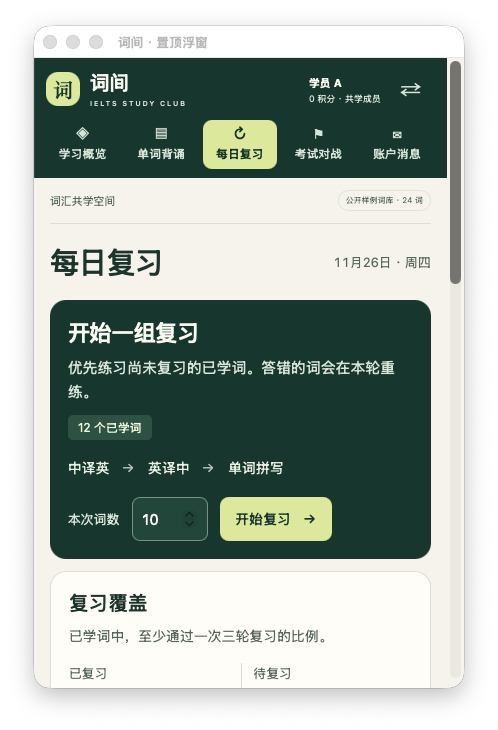 词间 · 置顶浮窗
词
词间
IELTS STUDY CLUB
学员 A
0 积分 · 共学成员
学习概览
单词背诵
每日复习
考试对战
账户消息
词汇共学空间
公开样例词库 · 24 词
每日复习
11月26日 · 周四
开始一组复习
优先练习尚未复习的已学词。答错的词会在本轮重
练。
12 个已学词
中译英 → 英译中 → 单词拼写
本次词数
10
开始复习 →
复习覆盖
已学词中，至少通过一次三轮复习的比例。
已复习
待复习